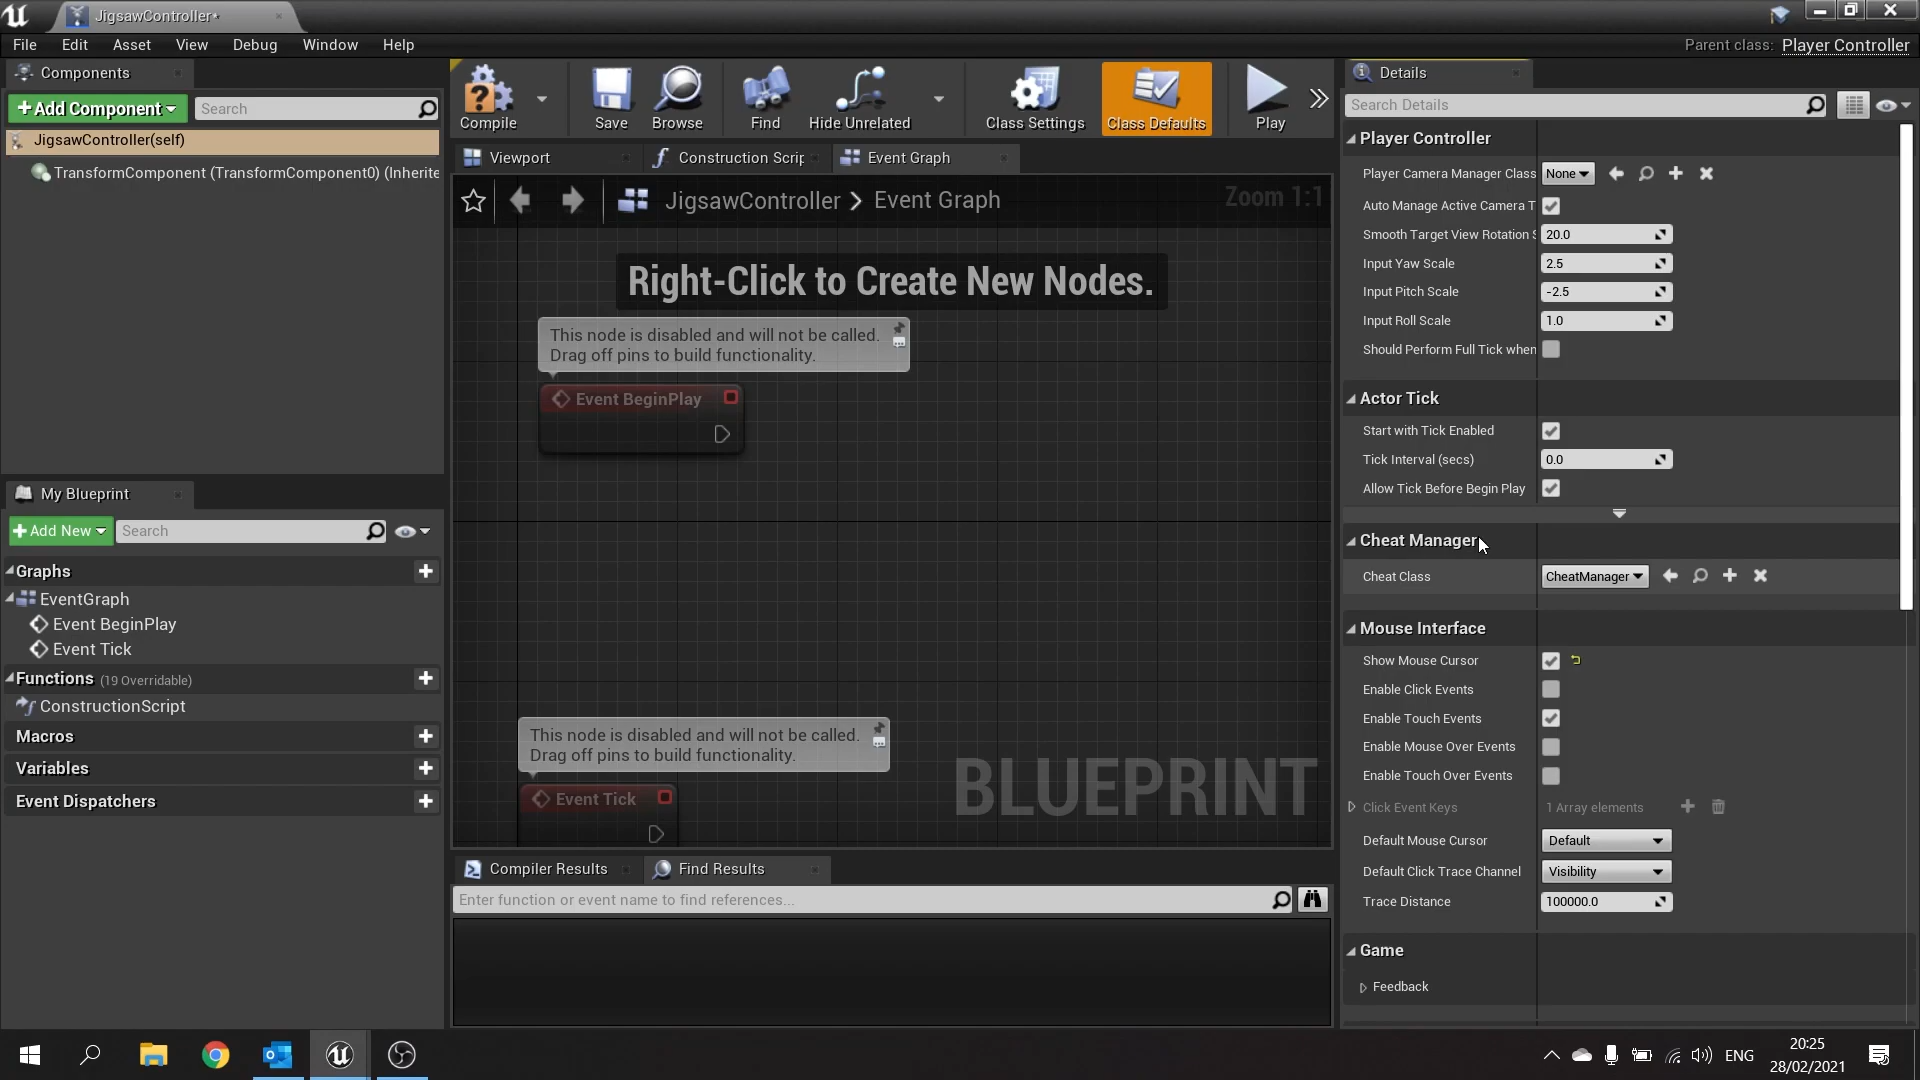 JigsawController*
File Edit Asset View Debug Window Help
Parent class: Player Controller
Components
+Add Component
Search
JigsawController(self)
TransformComponent (TransformComponent0) (Inherite
My Blueprint
+Add New
Search
Graphs
EventGraph
Event BeginPlay
Event Tick
Functions (19 Overridable)
ConstructionScript
Macros
Variables
Event Dispatchers
Compile
Save
Browse
Find
Hide Unrelated
Class Settings
Class Defaults
Play
Viewport
Construction Scrip
Event Graph
JigsawController > Event Graph
Zoom 1:1
Right-Click to Create New Nodes.
This node is disabled and will not be called.
Drag off pins to build functionality.
Event BeginPlay
This node is disabled and will not be called.
Drag off pins to build functionality.
Event Tick
BLUEPRINT
Compiler Results
Find Results
Enter function or event name to find references...
Details
Search Details
Player Controller
Player Camera Manager Class None
Auto Manage Active Camera T
Smooth Target View Rotation S 20.0
Input Yaw Scale 2.5
Input Pitch Scale -2.5
Input Roll Scale 1.0
Should Perform Full Tick when
Actor Tick
Start with Tick Enabled
Tick Interval (secs) 0.0
Allow Tick Before Begin Play
Cheat Manager
Cheat Class CheatManager
Mouse Interface
Show Mouse Cursor
Enable Click Events
Enable Touch Events
Enable Mouse Over Events
Enable Touch Over Events
Click Event Keys 1 Array elements
Default Mouse Cursor Default
Default Click Trace Channel Visibility
Trace Distance 100000.0
Game
Feedback
ENG
20:25
28/02/2021